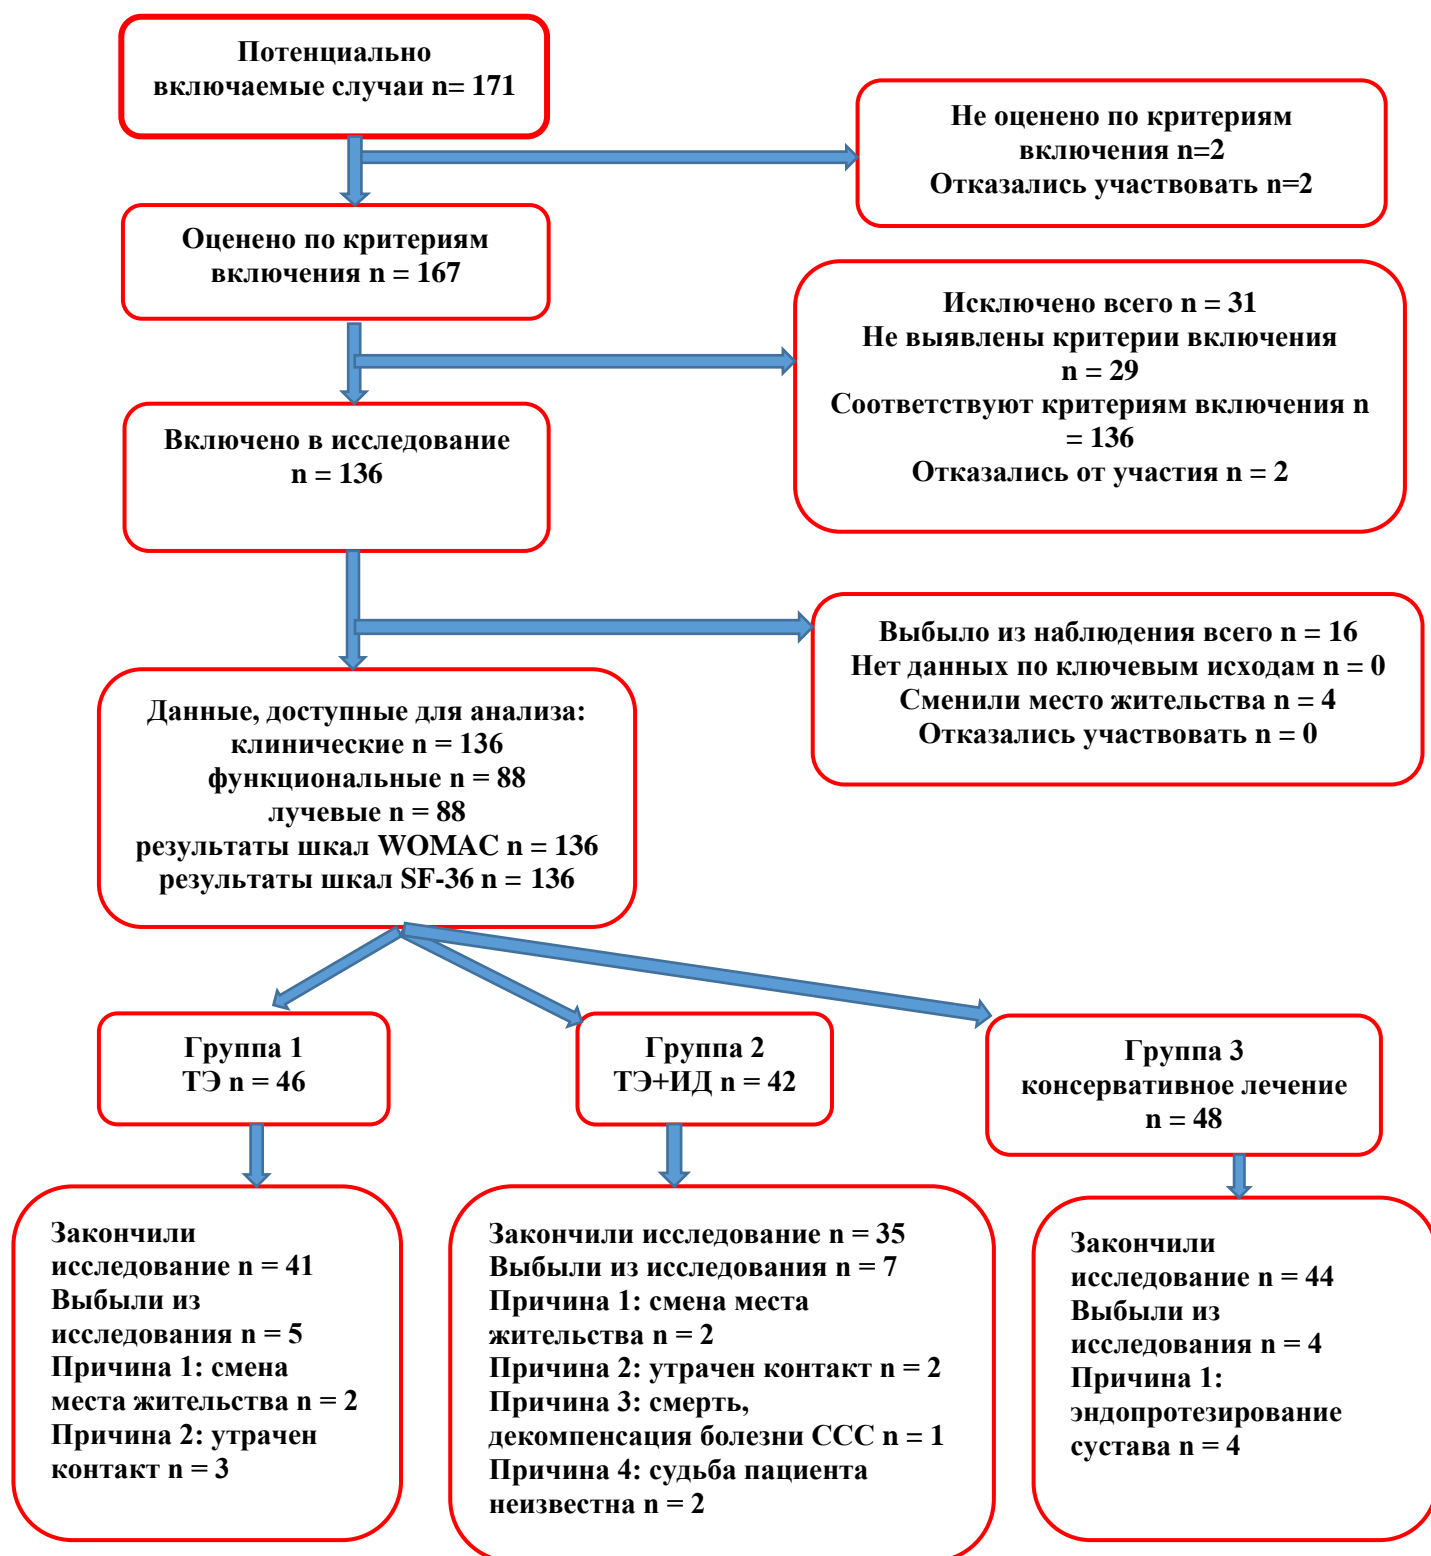 Потенциально
включаемые случаи n= 171
Не оценено по критериям
включения n=2
Отказались участвовать n=2
Оценено по критериям
включения n = 167
Исключено всего n = 31
Не выявлены критерии включения
n = 29
Соответствуют критериям включения n
= 136
Отказались от участия n = 2
Включено в исследование
n = 136
Выбыло из наблюдения всего n = 16
Нет данных по ключевым исходам n = 0
Сменили место жительства n = 4
Отказались участвовать n = 0
Данные, доступные для анализа:
клинические n = 136
функциональные n = 88
лучевые n = 88
результаты шкал WOMAC n = 136
результаты шкал SF-36 n = 136
Группа 1
ТЭ n = 46
Группа 2
ТЭ+ИД n = 42
Группа 3
консервативное лечение
n = 48
Закончили
исследование n = 41
Выбыли из
исследования n = 5
Причина 1: смена
места жительства n = 2
Причина 2: утрачен
контакт n = 3
Закончили исследование n = 35
Выбыли из исследования n = 7
Причина 1: смена места
жительства n = 2
Причина 2: утрачен контакт n = 2
Причина 3: смерть,
декомпенсация болезни ССС n = 1
Причина 4: судьба пациента
неизвестна n = 2
Закончили
исследование n = 44
Выбыли из
исследования n = 4
Причина 1:
эндопротезирование
сустава n = 4